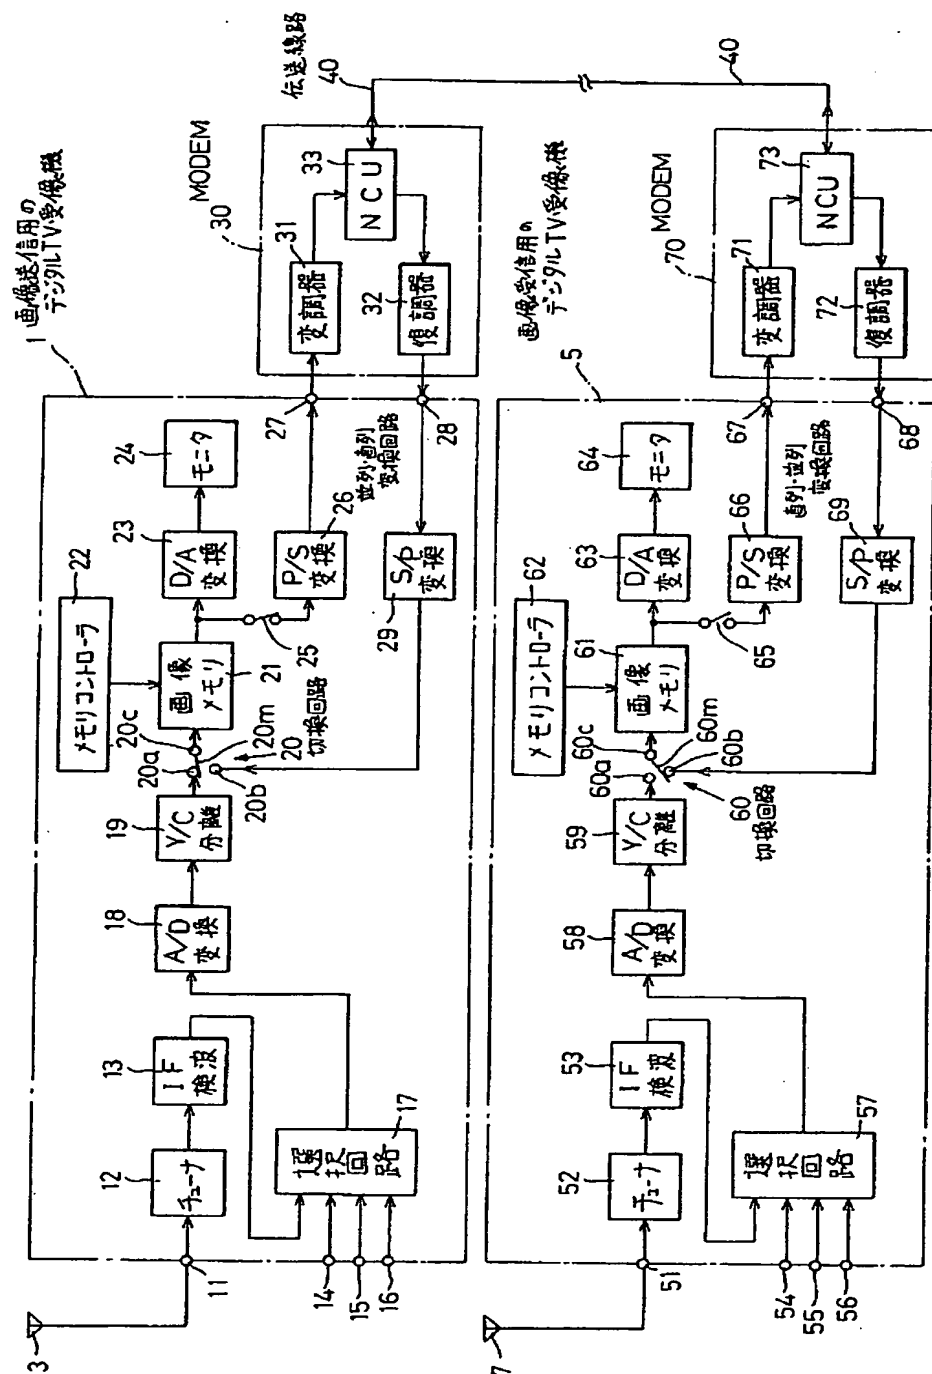 1 画像送信用の
デジタルTV受像機
3
11
12
チューナ
13
IF
検波
14
15
16
17
選択
回路
18
A/D
変換
19
Y/C
分離
20a
20c
20m
20b
20
切換回路
22
メモリコントローラ
21
画像
メモリ
23
D/A
変換
24
モニタ
25
26
P/S
変換
並列・直列
変換回路
27
28
29
S/P
変換
MODEM
30
31
変調器
32
復調器
33
NCU
伝送線路
40
40
画像受信用の
デジタルTV受像機
5
7
51
52
チューナ
53
IF
検波
54
55
56
57
選択
回路
58
A/D
変換
59
Y/C
分離
60a
60c
60m
60b
60
切換回路
62
メモリコントローラ
61
画像
メモリ
63
D/A
変換
64
モニタ
65
66
P/S
変換
直列・並列
変換回路
67
68
69
S/P
変換
MODEM
70
71
変調器
72
復調器
73
NCU